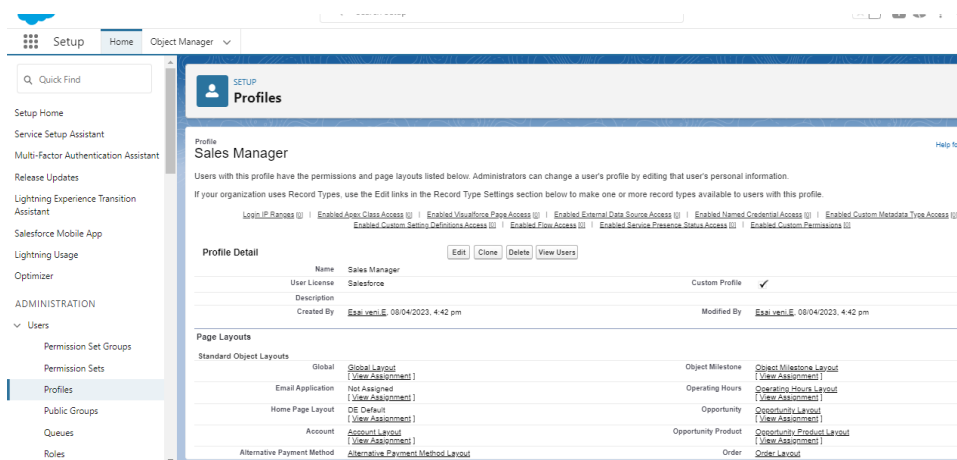 Setup Home Object Manager
Quick Find
Setup Home
Service Setup Assistant
Multi-Factor Authentication Assistant
Release Updates
Lightning Experience Transition
Assistant
Salesforce Mobile App
Lightning Usage
Optimizer
ADMINISTRATION
Users
Permission Set Groups
Permission Sets
Profiles
Public Groups
Queues
Roles
SETUP
Profiles
Profile
Sales Manager
Help fo
Users with this profile have the permissions and page layouts listed below. Administrators can change a user's profile by editing that user's personal information.
If your organization uses Record Types, use the Edit links in the Record Type Settings section below to make one or more record types available to users with this profile.
Login IP Ranges [0] | Enabled Apex Class Access [0] | Enabled Visualforce Page Access [0] | Enabled External Data Source Access [0] | Enabled Named Credential Access [0] | Enabled Custom Metadata Type Access [0]
Enabled Custom Setting Definitions Access [0] | Enabled Flow Access [0] | Enabled Service Presence Status Access [0] | Enabled Custom Permissions [0]
Profile Detail Edit Clone Delete View Users
Name Sales Manager
User License Salesforce Custom Profile ✓
Description
Created By Esai veni.E, 08/04/2023, 4:42 pm Modified By Esai veni.E, 08/04/2023, 4:42 pm
Page Layouts
Standard Object Layouts
Global Global Layout Object Milestone Object Milestone Layout
[ View Assignment ] [ View Assignment ]
Email Application Not Assigned Operating Hours Operating Hours Layout
[ View Assignment ] [ View Assignment ]
Home Page Layout DE Default Opportunity Opportunity Layout
[ View Assignment ] [ View Assignment ]
Account Account Layout Opportunity Product Opportunity Product Layout
[ View Assignment ] [ View Assignment ]
Alternative Payment Method Alternative Payment Method Layout Order Order Layout